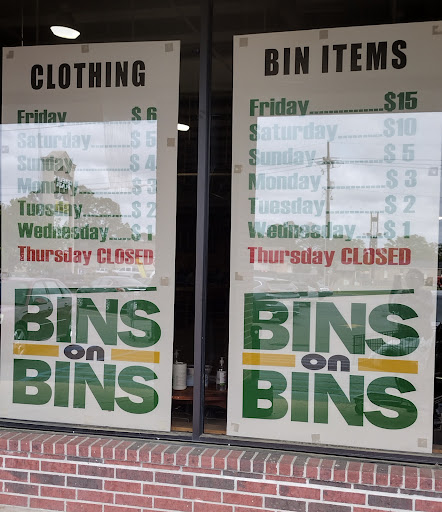 CLOTHING
Friday..................$ 6
Saturday..........$ 5
Sunday.............$ 4
Monday............$ 3
Tuesday............$ 2
Wednesday.....$ 1
Thursday CLOSED
BINS
on
BINS
BIN ITEMS
Friday..................$15
Saturday..........$10
Sunday.............$ 5
Monday............$ 3
Tuesday............$ 2
Wednesday.....$ 1
Thursday CLOSED
BINS
on
BINS